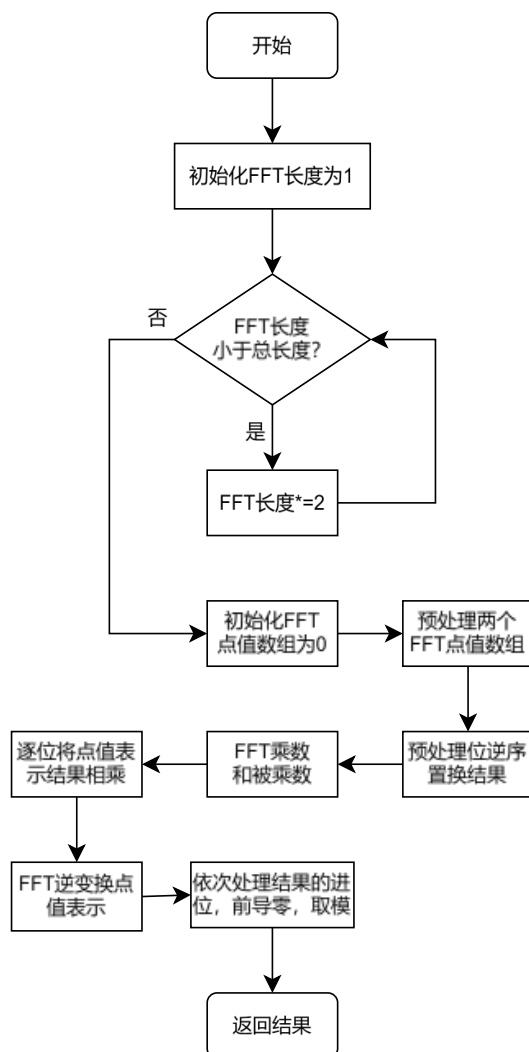 开始
初始化FFT长度为1
否
FFT长度
小于总长度？
是
FFT长度*=2
初始化FFT
点值数组为0
预处理两个
FFT点值数组
预处理位逆序
置换结果
FFT乘数
和被乘数
逐位将点值表
示结果相乘
FFT逆变换点
值表示
依次处理结果的进
位，前导零，取模
返回结果